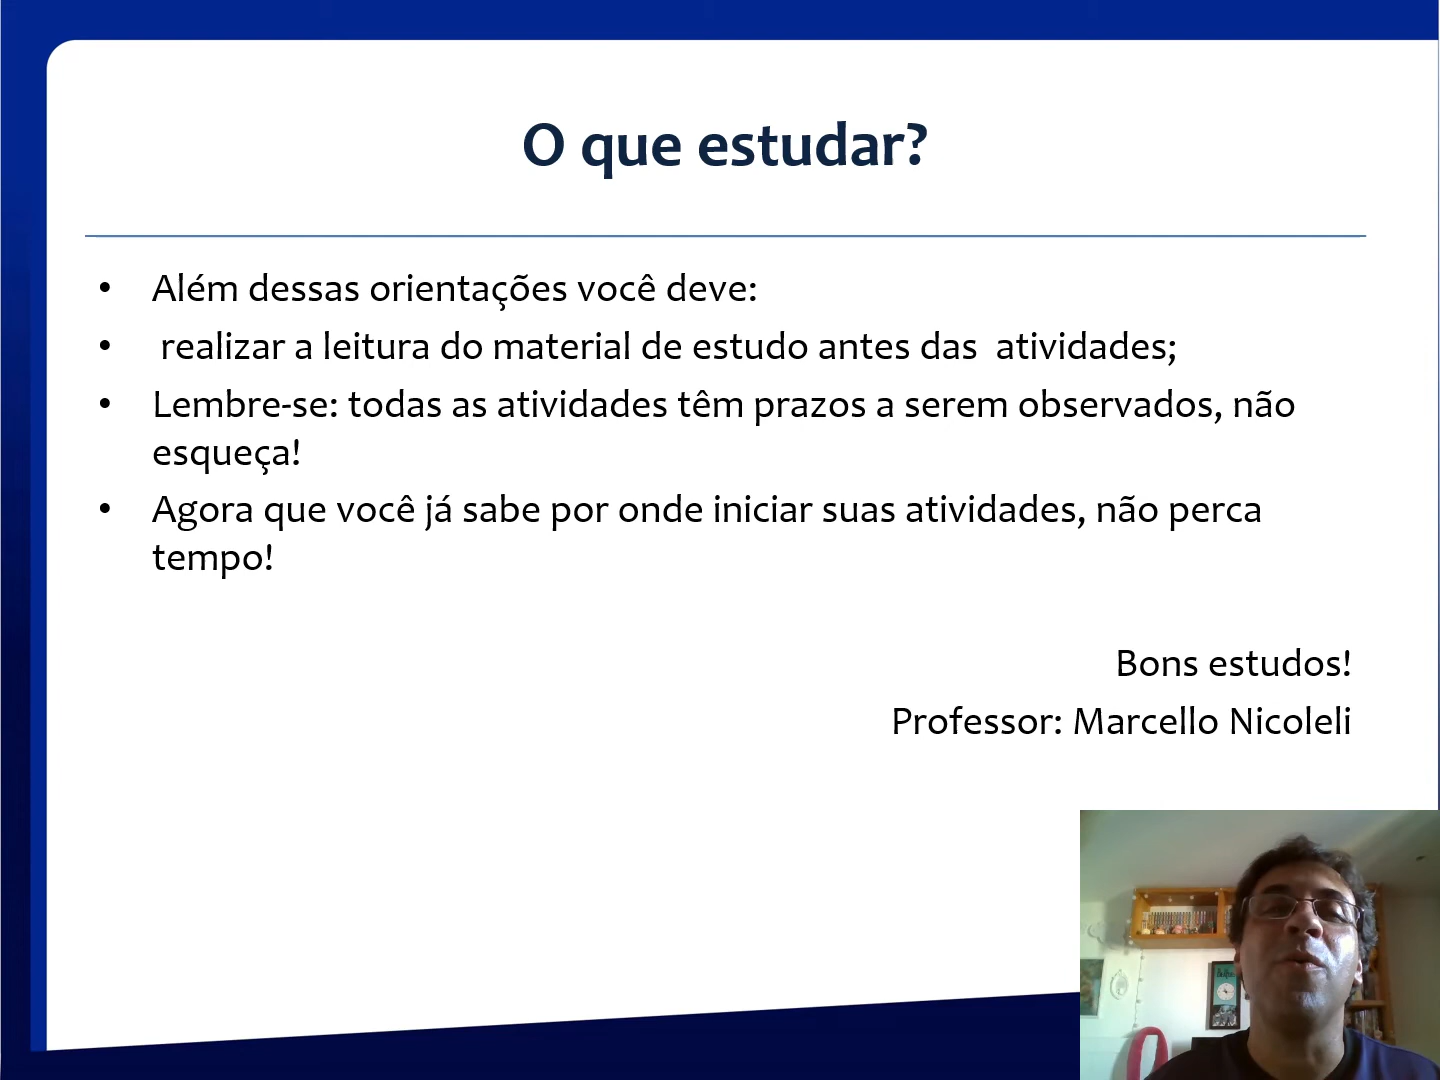 O que estudar?
• Além dessas orientações você deve:
• realizar a leitura do material de estudo antes das atividades;
• Lembre-se: todas as atividades têm prazos a serem observados, não
esqueça!
• Agora que você já sabe por onde iniciar suas atividades, não perca
tempo!
Bons estudos!
Professor: Marcello Nicoleli